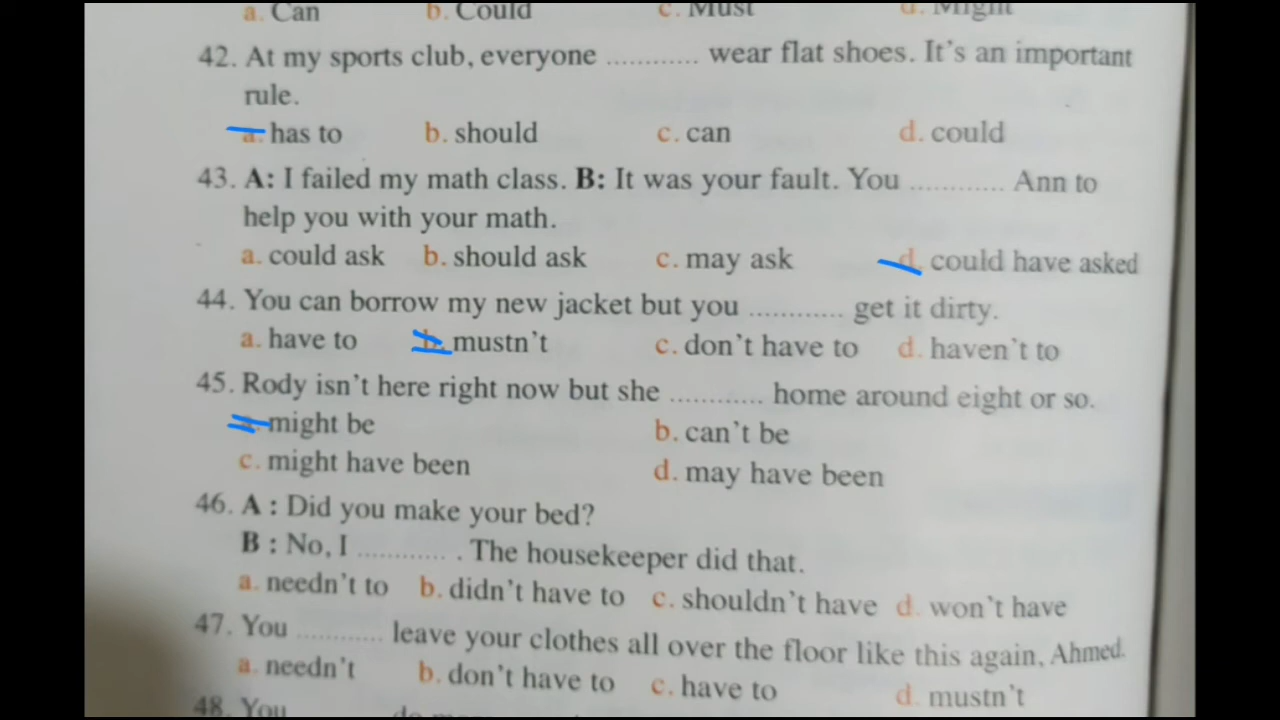 a. Can b. Could c. Must d. Might
42. At my sports club, everyone ............ wear flat shoes. It's an important
rule.
a. has to b. should c. can d. could
43. A: I failed my math class. B: It was your fault. You ............ Ann to
help you with your math.
a. could ask b. should ask c. may ask d. could have asked
44. You can borrow my new jacket but you ............ get it dirty.
a. have to b. mustn't c. don't have to d. haven't to
45. Rody isn't here right now but she ............ home around eight or so.
a. might be b. can't be
c. might have been d. may have been
46. A : Did you make your bed?
B : No, I ............ . The housekeeper did that.
a. needn't to b. didn't have to c. shouldn't have d. won't have
47. You ............ leave your clothes all over the floor like this again, Ahmed.
a. needn't b. don't have to c. have to d. mustn't
48. You